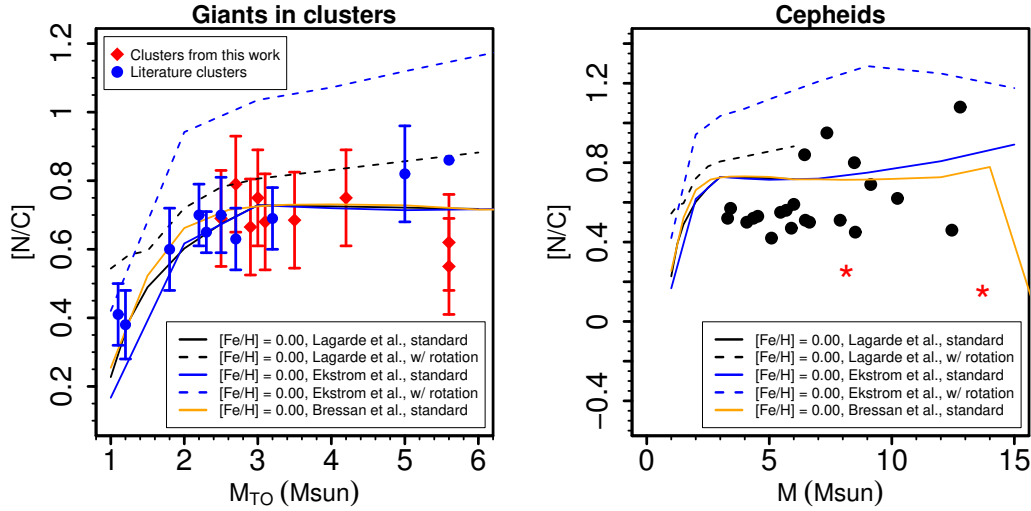 Giants in clusters
[N/C]
0.2
0.4
0.6
0.8
1
1.2
Clusters from this work
Literature clusters
[Fe/H] = 0.00, Lagarde et al., standard
[Fe/H] = 0.00, Lagarde et al., w/ rotation
[Fe/H] = 0.00, Ekstrom et al., standard
[Fe/H] = 0.00, Ekstrom et al., w/ rotation
[Fe/H] = 0.00, Bressan et al., standard
1 2 3 4 5 6
M_TO (Msun)
Cepheids
[N/C]
−0.4
0
0.4
0.8
1.2
[Fe/H] = 0.00, Lagarde et al., standard
[Fe/H] = 0.00, Lagarde et al., w/ rotation
[Fe/H] = 0.00, Ekstrom et al., standard
[Fe/H] = 0.00, Ekstrom et al., w/ rotation
[Fe/H] = 0.00, Bressan et al., standard
0 5 10 15
M (Msun)